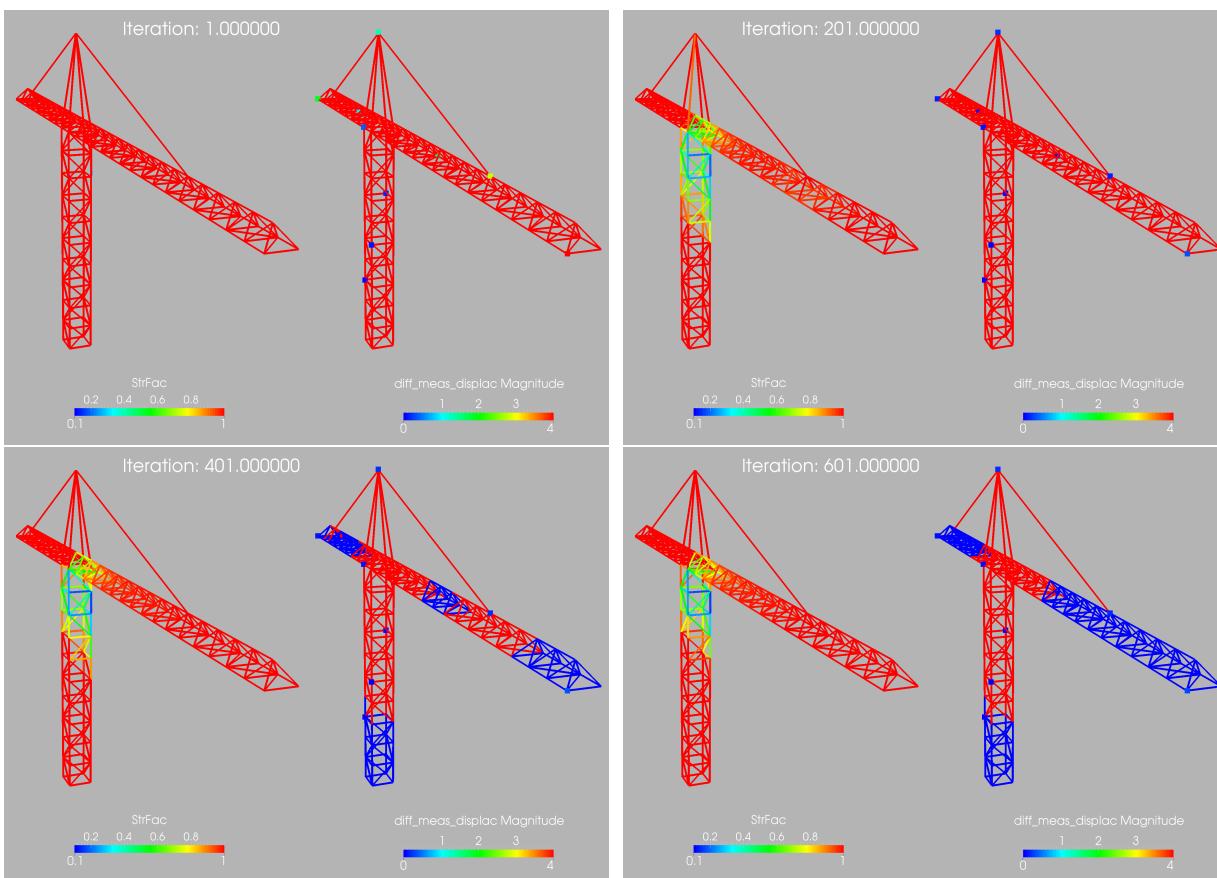 Iteration: 1.000000
StrFac
0.2 0.4 0.6 0.8
0.1 1
diff_meas_displac Magnitude
1 2 3
0 4
Iteration: 201.000000
StrFac
0.2 0.4 0.6 0.8
0.1 1
diff_meas_displac Magnitude
1 2 3
0 4
Iteration: 401.000000
StrFac
0.2 0.4 0.6 0.8
0.1 1
diff_meas_displac Magnitude
1 2 3
0 4
Iteration: 601.000000
StrFac
0.2 0.4 0.6 0.8
0.1 1
diff_meas_displac Magnitude
1 2 3
0 4